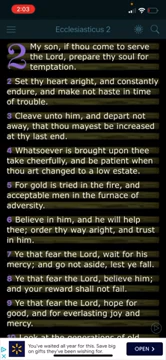 2:03
Ecclesiasticus 2
2 My son, if thou come to serve
the Lord, prepare thy soul for
temptation.
2 Set thy heart aright, and constantly
endure, and make not haste in time
of trouble.
3 Cleave unto him, and depart not
away, that thou mayest be increased
at thy last end.
4 Whatsoever is brought upon thee
take cheerfully, and be patient when
thou art changed to a low estate.
5 For gold is tried in the fire, and
acceptable men in the furnace of
adversity.
6 Believe in him, and he will help
thee; order thy way aright, and trust
in him.
7 Ye that fear the Lord, wait for his
mercy; and go not aside, lest ye fall.
8 Ye that fear the Lord, believe him;
and your reward shall not fail.
9 Ye that fear the Lord, hope for
good, and for everlasting joy and
mercy.
10 Look at the generations of old
You've waited all year for this. Save big
on gifts they've been wishing for
OPEN